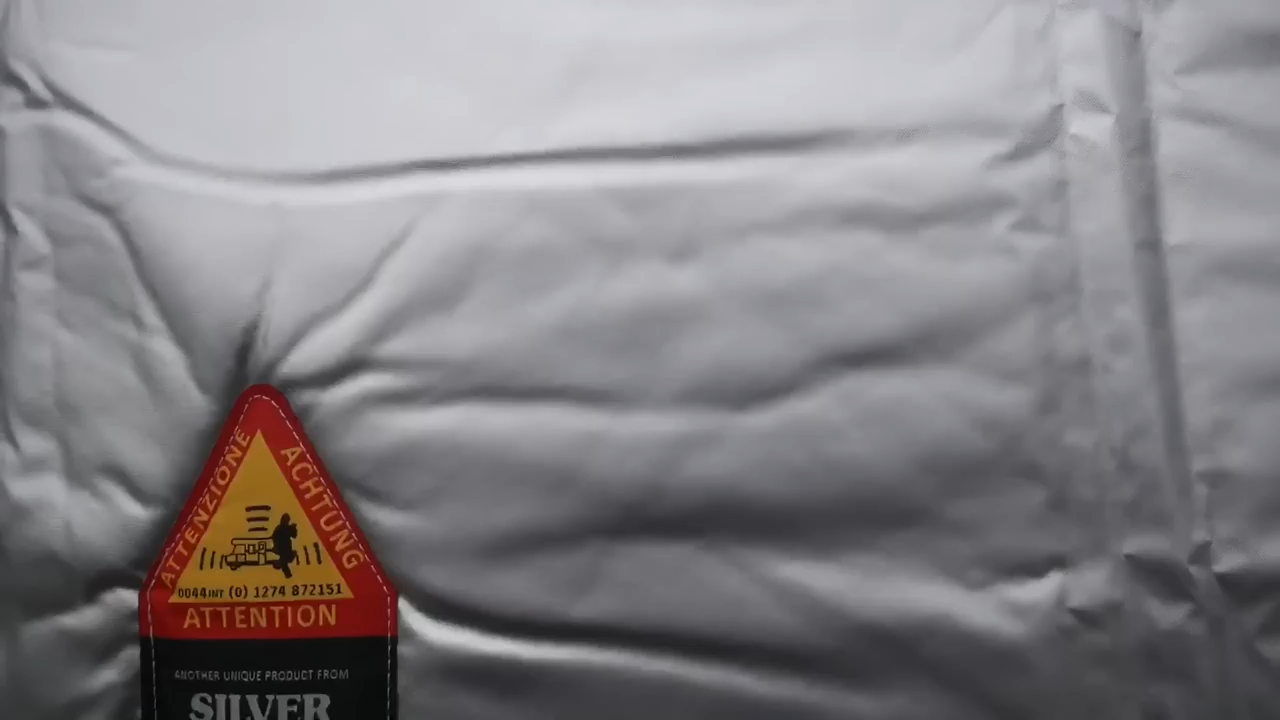 ATTENZIONE
ACHTUNG
0044INT (0) 1274 872151
ATTENTION
ANOTHER UNIQUE PRODUCT FROM
SILVER